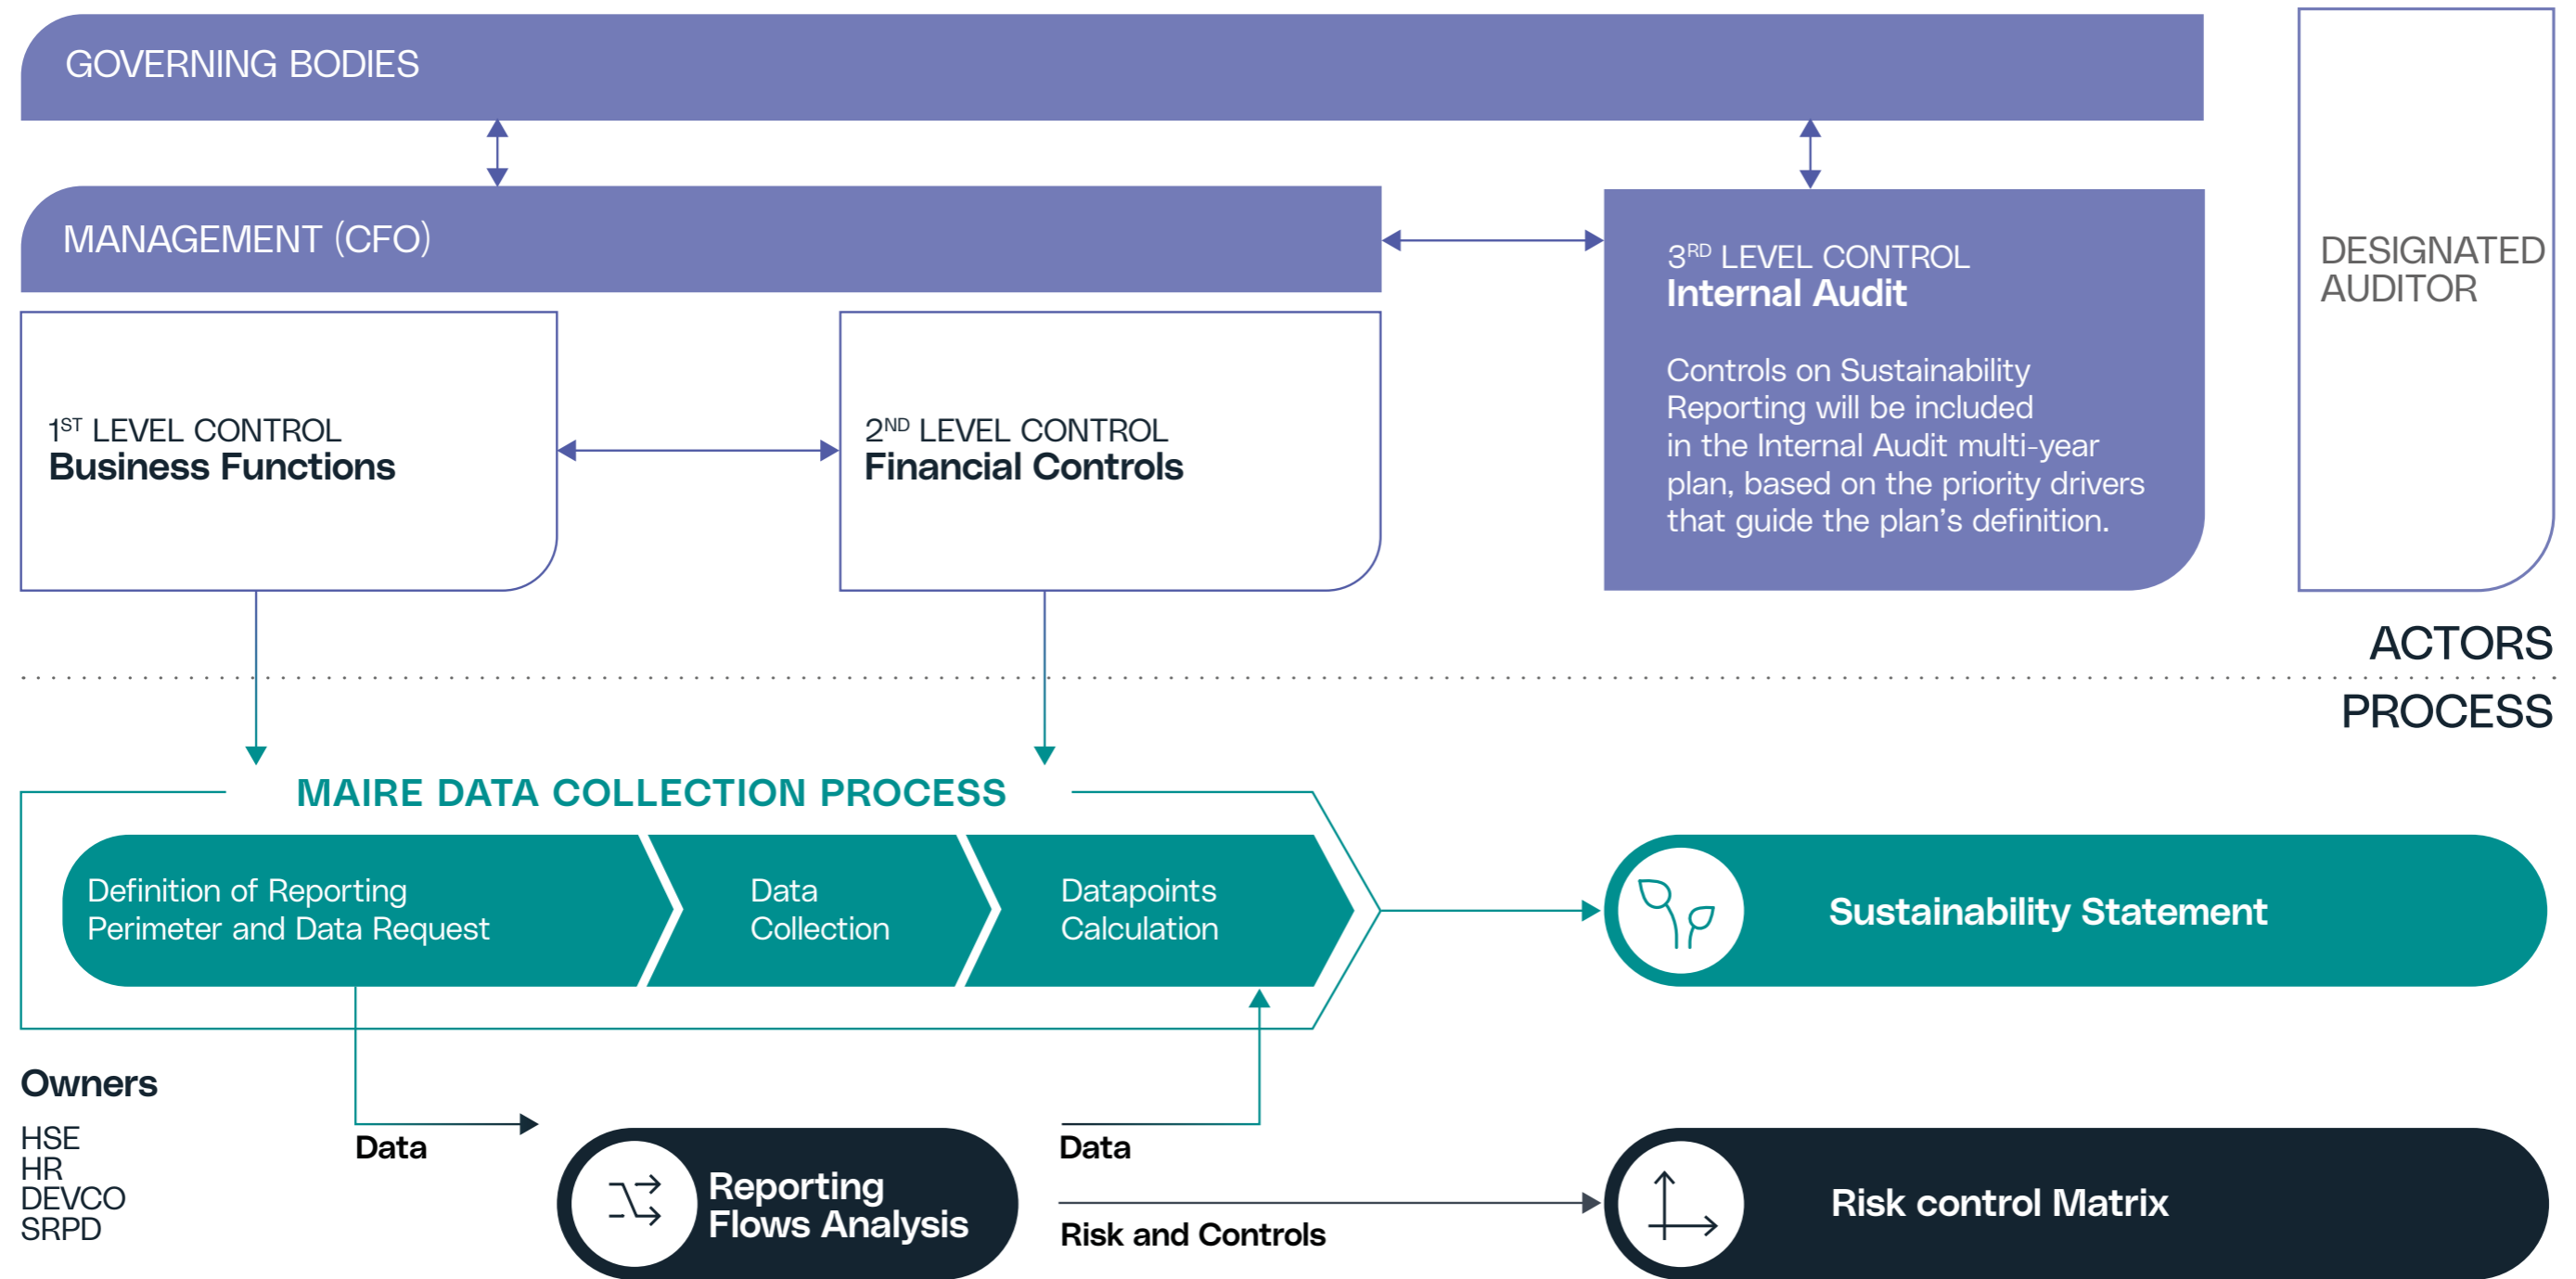 GOVERNING BODIES
MANAGEMENT (CFO)
1ST LEVEL CONTROL
Business Functions
2ND LEVEL CONTROL
Financial Controls
3RD LEVEL CONTROL
Internal Audit
Controls on Sustainability
Reporting will be included
in the Internal Audit multi-year
plan, based on the priority drivers
that guide the plan’s definition.
DESIGNATED
AUDITOR
ACTORS
PROCESS
MAIRE DATA COLLECTION PROCESS
Definition of Reporting
Perimeter and Data Request
Data
Collection
Datapoints
Calculation
Sustainability Statement
Owners
HSE
HR
DEVCO
SRPD
Data
Reporting
Flows Analysis
Data
Risk and Controls
Risk control Matrix